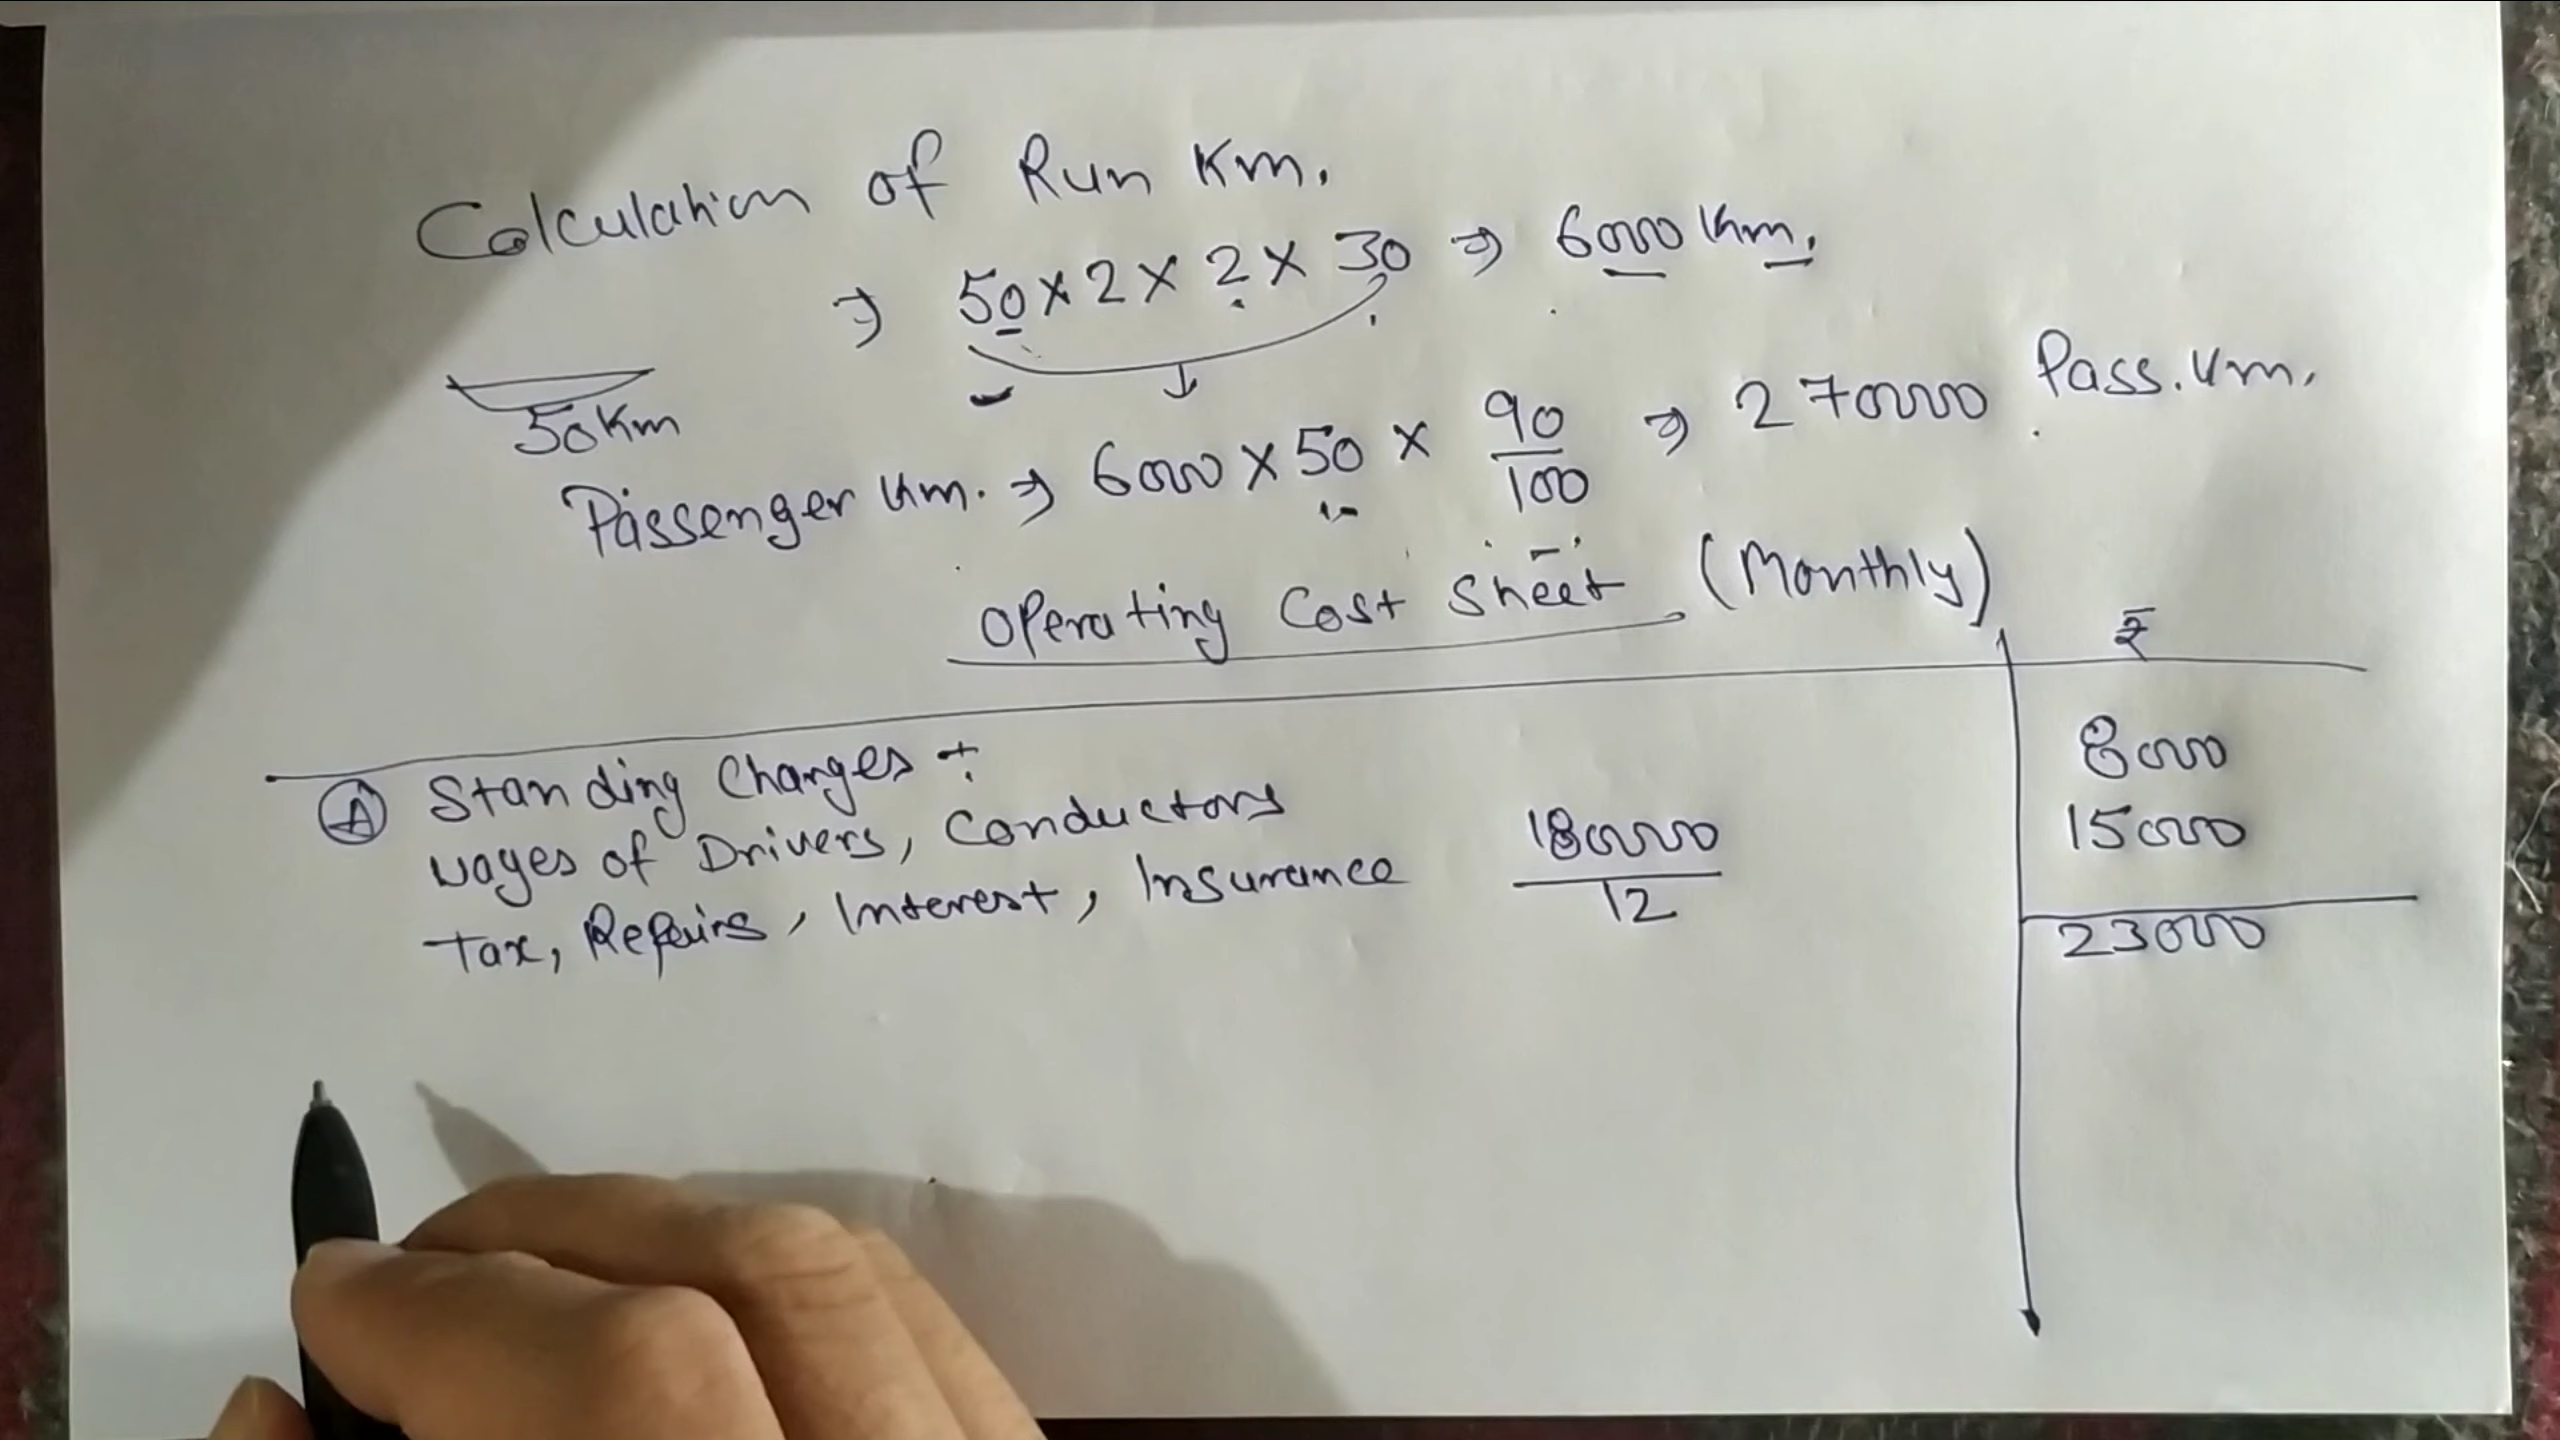 Calculation of Run Km.
⇒ 50 × 2 × 2 × 30 ⇒ 6000 Km.
50 Km
Passenger Km. ⇒ 6000 × 50 × 90/100 ⇒ 270000 Pass. Km.
Operating Cost Sheet (Monthly)
₹
(A) Standing Charges ÷
Wages of Drivers, Conductors 8000
Tax, Repairs, Interest, Insurance 180000/12 15000
23000